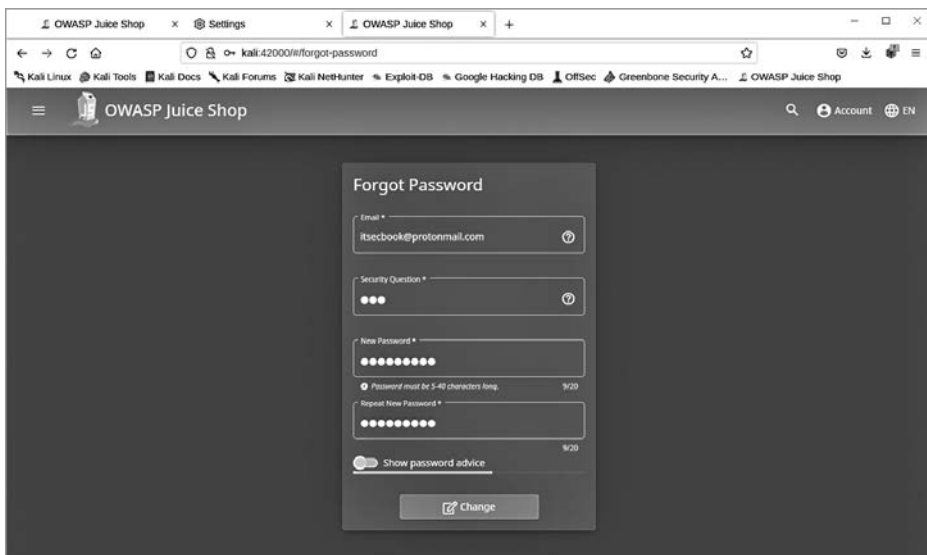 OWASP Juice Shop × Settings × OWASP Juice Shop × +
kali:42000/#/forgot-password
Kali Linux Kali Tools Kali Docs Kali Forums Kali NetHunter Exploit-DB Google Hacking DB OffSec Greenbone Security A... OWASP Juice Shop
OWASP Juice Shop Account EN
Forgot Password
Email *
itsecbook@protonmail.com
Security Question *
●●●
New Password *
●●●●●●●●●
Password must be 5-40 characters long. 9/20
Repeat New Password *
●●●●●●●●●
9/20
Show password advice
Change